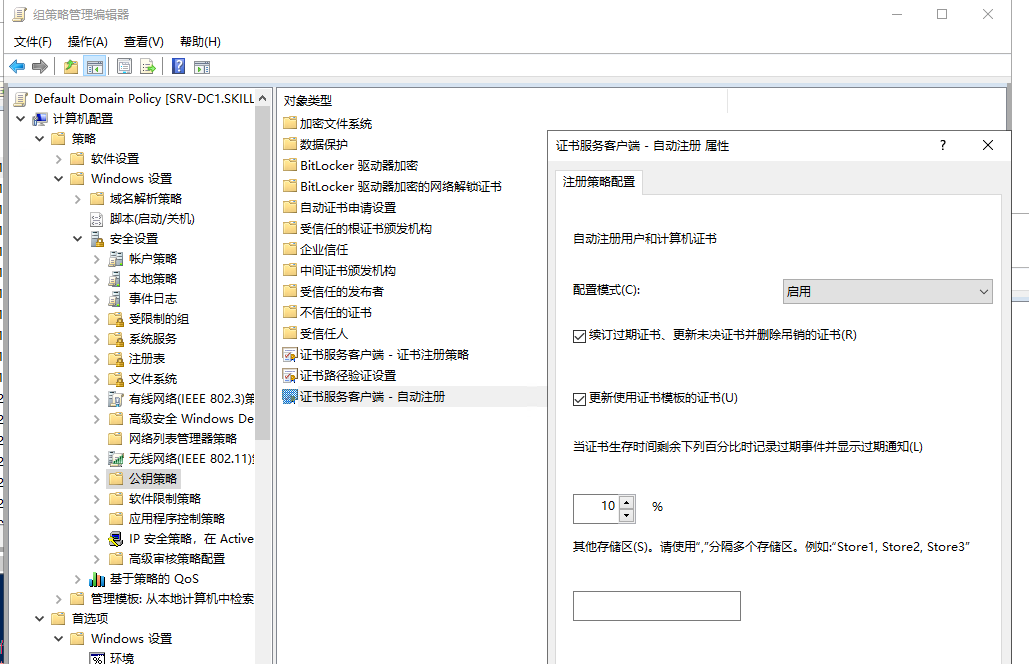 组策略管理编辑器
文件(F) 操作(A) 查看(V) 帮助(H)
Default Domain Policy [SRV-DC1.SKILL
计算机配置
策略
软件设置
Windows 设置
域名解析策略
脚本(启动/关机)
安全设置
帐户策略
本地策略
事件日志
受限制的组
系统服务
注册表
文件系统
有线网络(IEEE 802.3)策
高级安全 Windows De
网络列表管理器策略
无线网络(IEEE 802.11)
公钥策略
软件限制策略
应用程序控制策略
IP 安全策略，在 Active
高级审核策略配置
基于策略的 QoS
管理模板: 从本地计算机中检索
首选项
Windows 设置
环境
对象类型
加密文件系统
数据保护
BitLocker 驱动器加密
BitLocker 驱动器加密的网络解锁证书
自动证书申请设置
受信任的根证书颁发机构
企业信任
中间证书颁发机构
受信任的发布者
不信任的证书
受信任人
证书服务客户端 - 证书注册策略
证书路径验证设置
证书服务客户端 - 自动注册
证书服务客户端 - 自动注册 属性
注册策略配置
自动注册用户和计算机证书
配置模式(C): 启用
续订过期证书、更新未决证书并删除吊销的证书(R)
更新使用证书模板的证书(U)
当证书生存时间剩余下列百分比时记录过期事件并显示过期通知(L)
10 %
其他存储区(S)。请使用“,”分隔多个存储区。例如:“Store1, Store2, Store3”